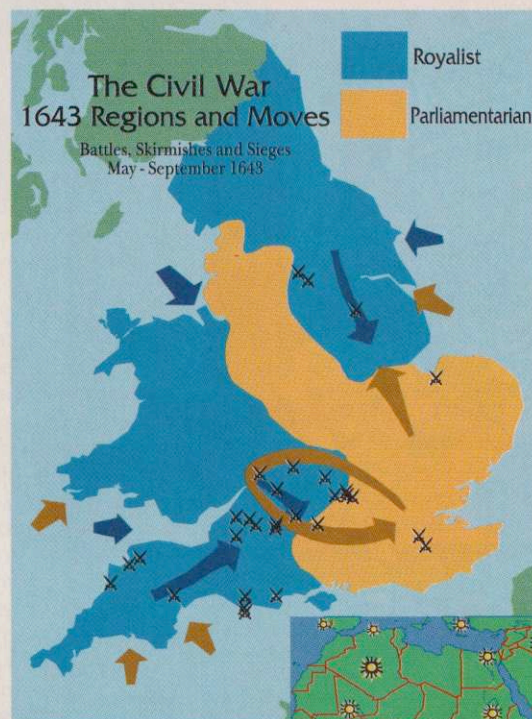 The Civil War
1643 Regions and Moves
Battles, Skirmishes and Sieges
May - September 1643
Royalist
Parliamentarian